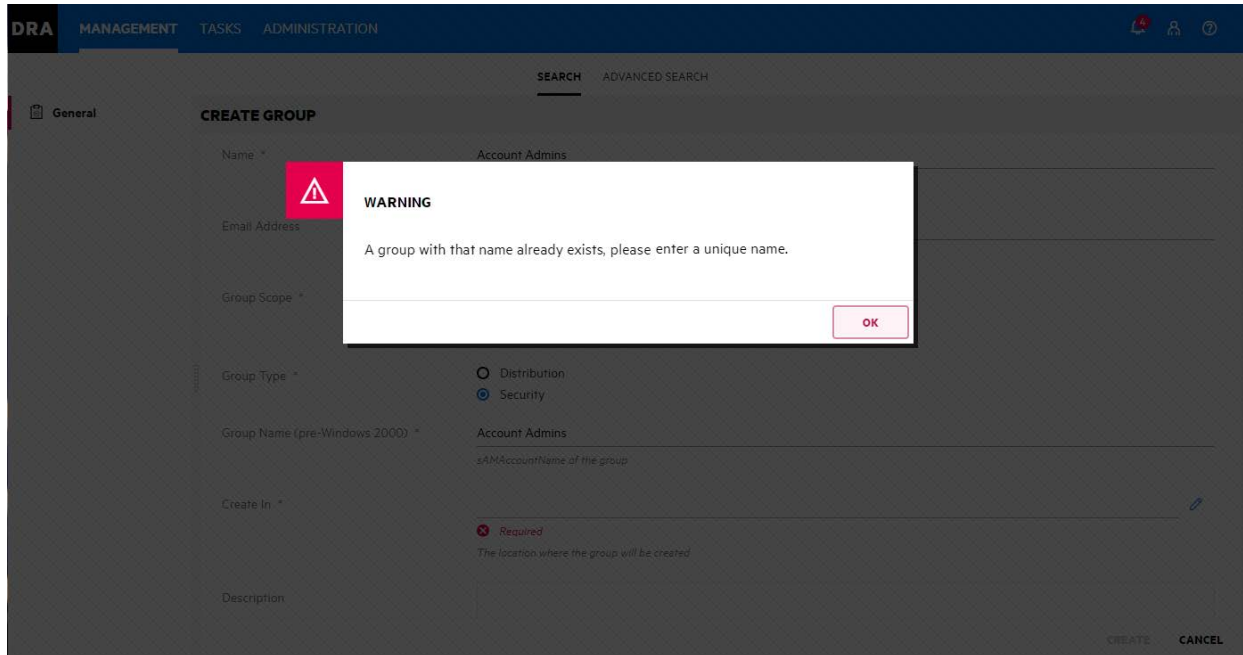 DRA MANAGEMENT TASKS ADMINISTRATION 4
SEARCH ADVANCED SEARCH
General
CREATE GROUP
Name * Account Admins
WARNING
Email Address
A group with that name already exists, please enter a unique name.
Group Scope *
OK
Group Type * Distribution
Security
Group Name (pre-Windows 2000) * Account Admins
sAMAccountName of the group
Create In *
Required
The location where the group will be created
Description
CREATE CANCEL